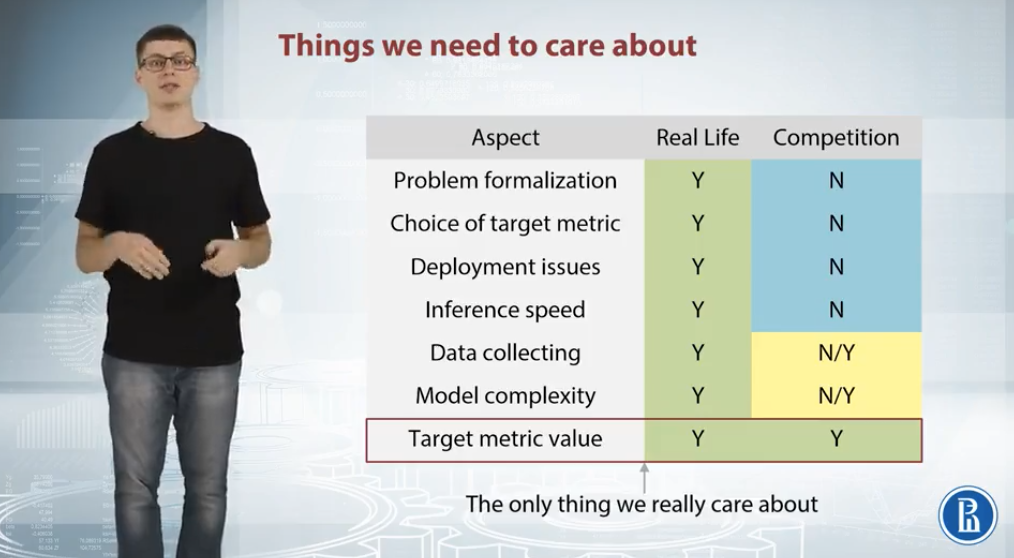 Things we need to care about
Aspect Real Life Competition
Problem formalization Y N
Choice of target metric Y N
Deployment issues Y N
Inference speed Y N
Data collecting Y N/Y
Model complexity Y N/Y
Target metric value Y Y
The only thing we really care about